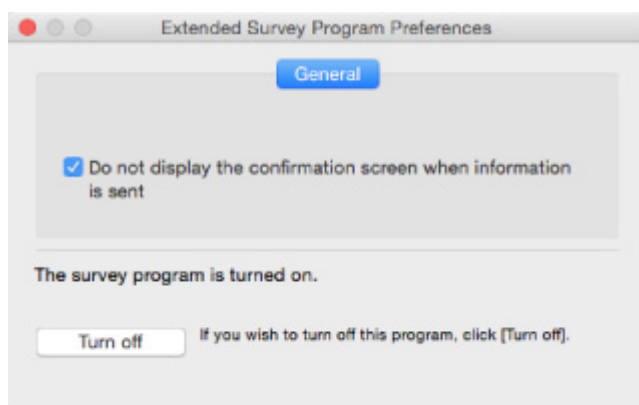 Extended Survey Program Preferences
General
Do not display the confirmation screen when information
is sent
The survey program is turned on.
Turn off
If you wish to turn off this program, click [Turn off].